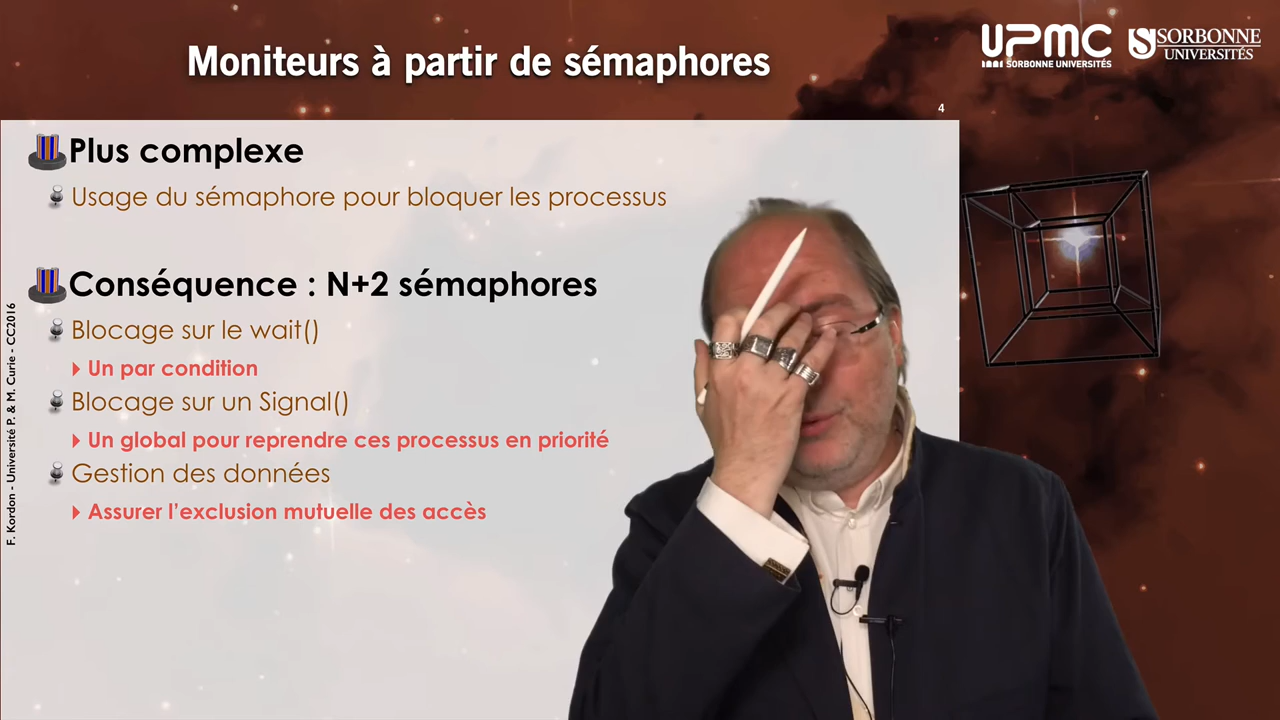 Moniteurs à partir de sémaphores
UPMC
SORBONNE UNIVERSITÉS
SORBONNE
UNIVERSITÉS
4
Plus complexe
Usage du sémaphore pour bloquer les processus
Conséquence : N+2 sémaphores
Blocage sur le wait()
Un par condition
Blocage sur un Signal()
Un global pour reprendre ces processus en priorité
Gestion des données
Assurer l'exclusion mutuelle des accès
F. Kordon - Université P. & M. Curie - CC2016